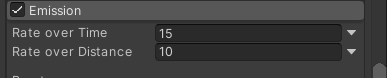 Emission
Rate over Time 15
Rate over Distance 10